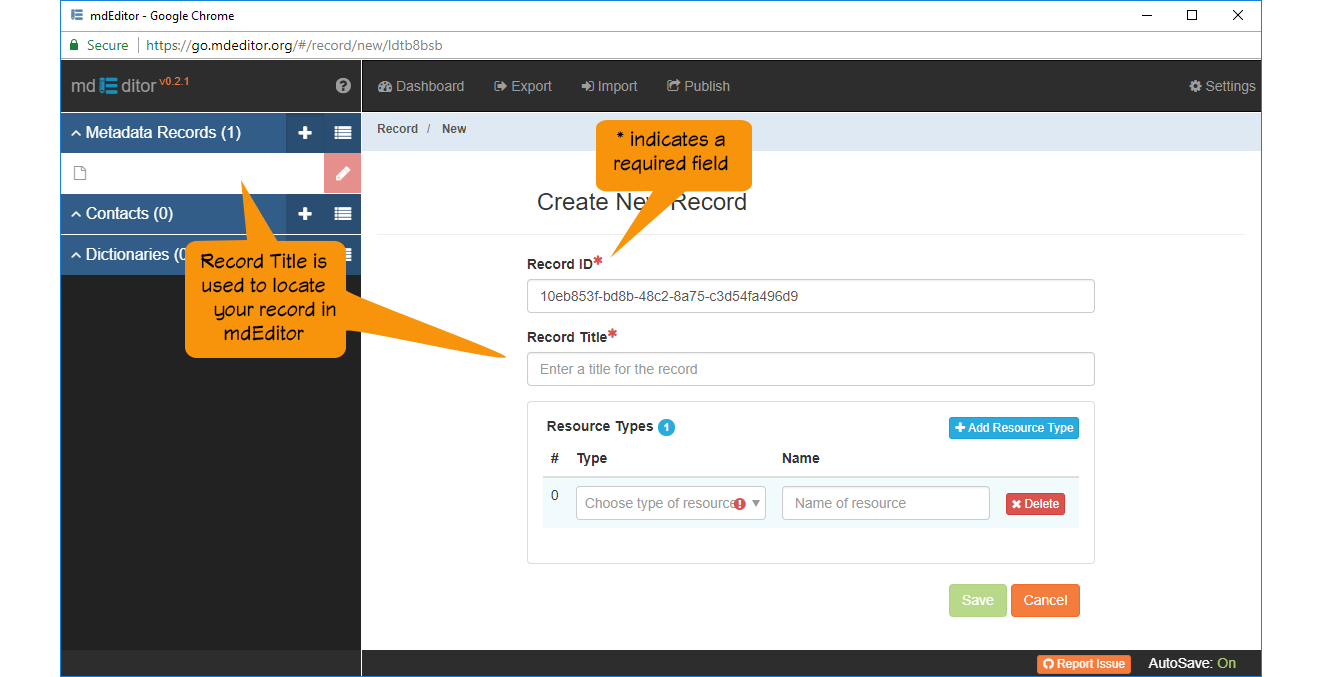 mdEditor - Google Chrome
Secure https://go.mdeditor.org/#/record/new/ldtb8bsb
md ditor v0.2.1
Dashboard Export Import Publish Settings
Metadata Records (1)
Record / New
* indicates a
required field
Create New Record
Contacts (0)
Dictionaries (0
Record Title is
used to locate
your record in
mdEditor
Record ID*
10eb853f-bd8b-48c2-8a75-c3d54fa496d9
Record Title*
Enter a title for the record
Resource Types 1
Add Resource Type
# Type Name
0 Choose type of resource Name of resource Delete
Save Cancel
Report Issue AutoSave: On